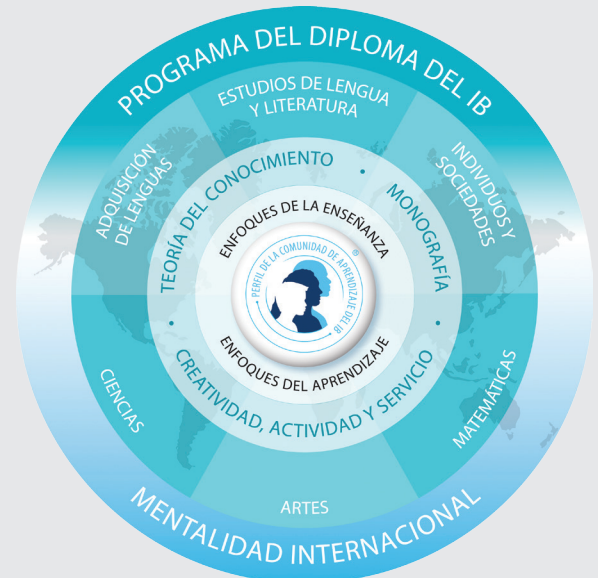 PROGRAMA DEL DIPLOMA DEL IB
ESTUDIOS DE LENGUA
Y LITERATURA
ADQUISICIÓN
DE LENGUAS
INDIVIDUOS Y
SOCIEDADES
TEORÍA DEL CONOCIMIENTO
•
MONOGRAFÍA
•
ENFOQUES DE LA ENSEÑANZA
• PERFIL DE LA COMUNIDAD DE APRENDIZAJE DEL IB
®
ENFOQUES DEL APRENDIZAJE
•
CREATIVIDAD, ACTIVIDAD Y SERVICIO
CIENCIAS
MATEMÁTICAS
ARTES
MENTALIDAD INTERNACIONAL